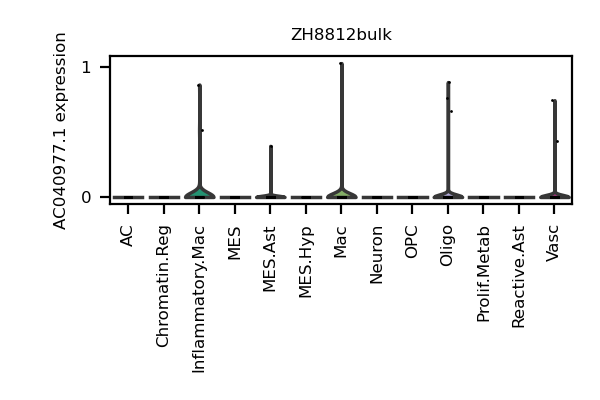 ZH8812bulk
AC040977.1 expression
1
0
AC
Chromatin.Reg
Inflammatory.Mac
MES
MES.Ast
MES.Hyp
Mac
Neuron
OPC
Oligo
Prolif.Metab
Reactive.Ast
Vasc